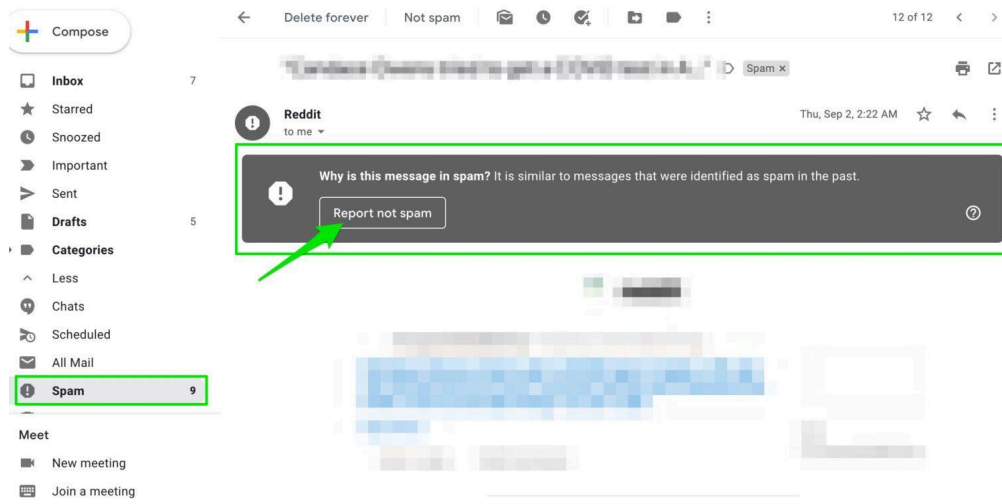 Compose
Inbox 7
Starred
Snoozed
Important
Sent
Drafts 5
Categories
Less
Chats
Scheduled
All Mail
Spam 9
Meet
New meeting
Join a meeting
Delete forever Not spam 12 of 12
Spam ×
Reddit Thu, Sep 2, 2:22 AM
to me
Why is this message in spam? It is similar to messages that were identified as spam in the past.
Report not spam